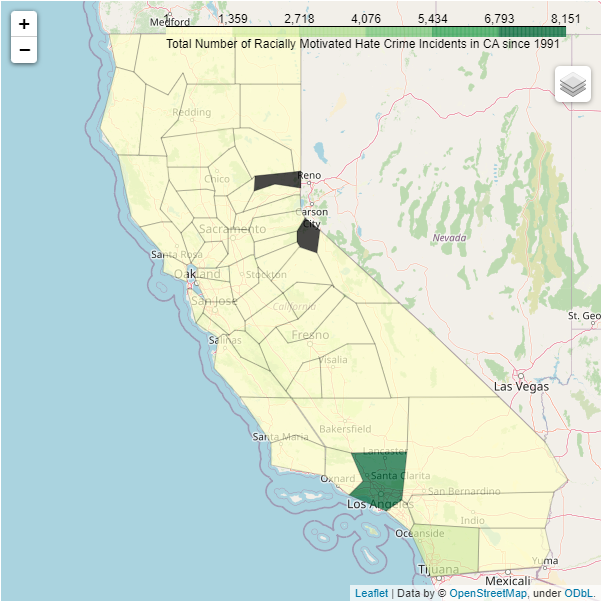 +
−
Medford
1 1,359 2,718 4,076 5,434 6,793 8,151
Total Number of Racially Motivated Hate Crime Incidents in CA since 1991
Redding
Chico
Reno
Carson
City
Nevada
Sacramento
Santa Rosa
Oakland
Stockton
San Jose
California
St. Geo
Salinas
Fresno
Visalia
Las Vegas
Bakersfield
Santa Maria
Lancaster
Oxnard
Santa Clarita
Los Angeles
San Bernardino
Indio
Oceanside
Yuma
Tijuana
Mexicali
Leaflet | Data by © OpenStreetMap, under ODbL.